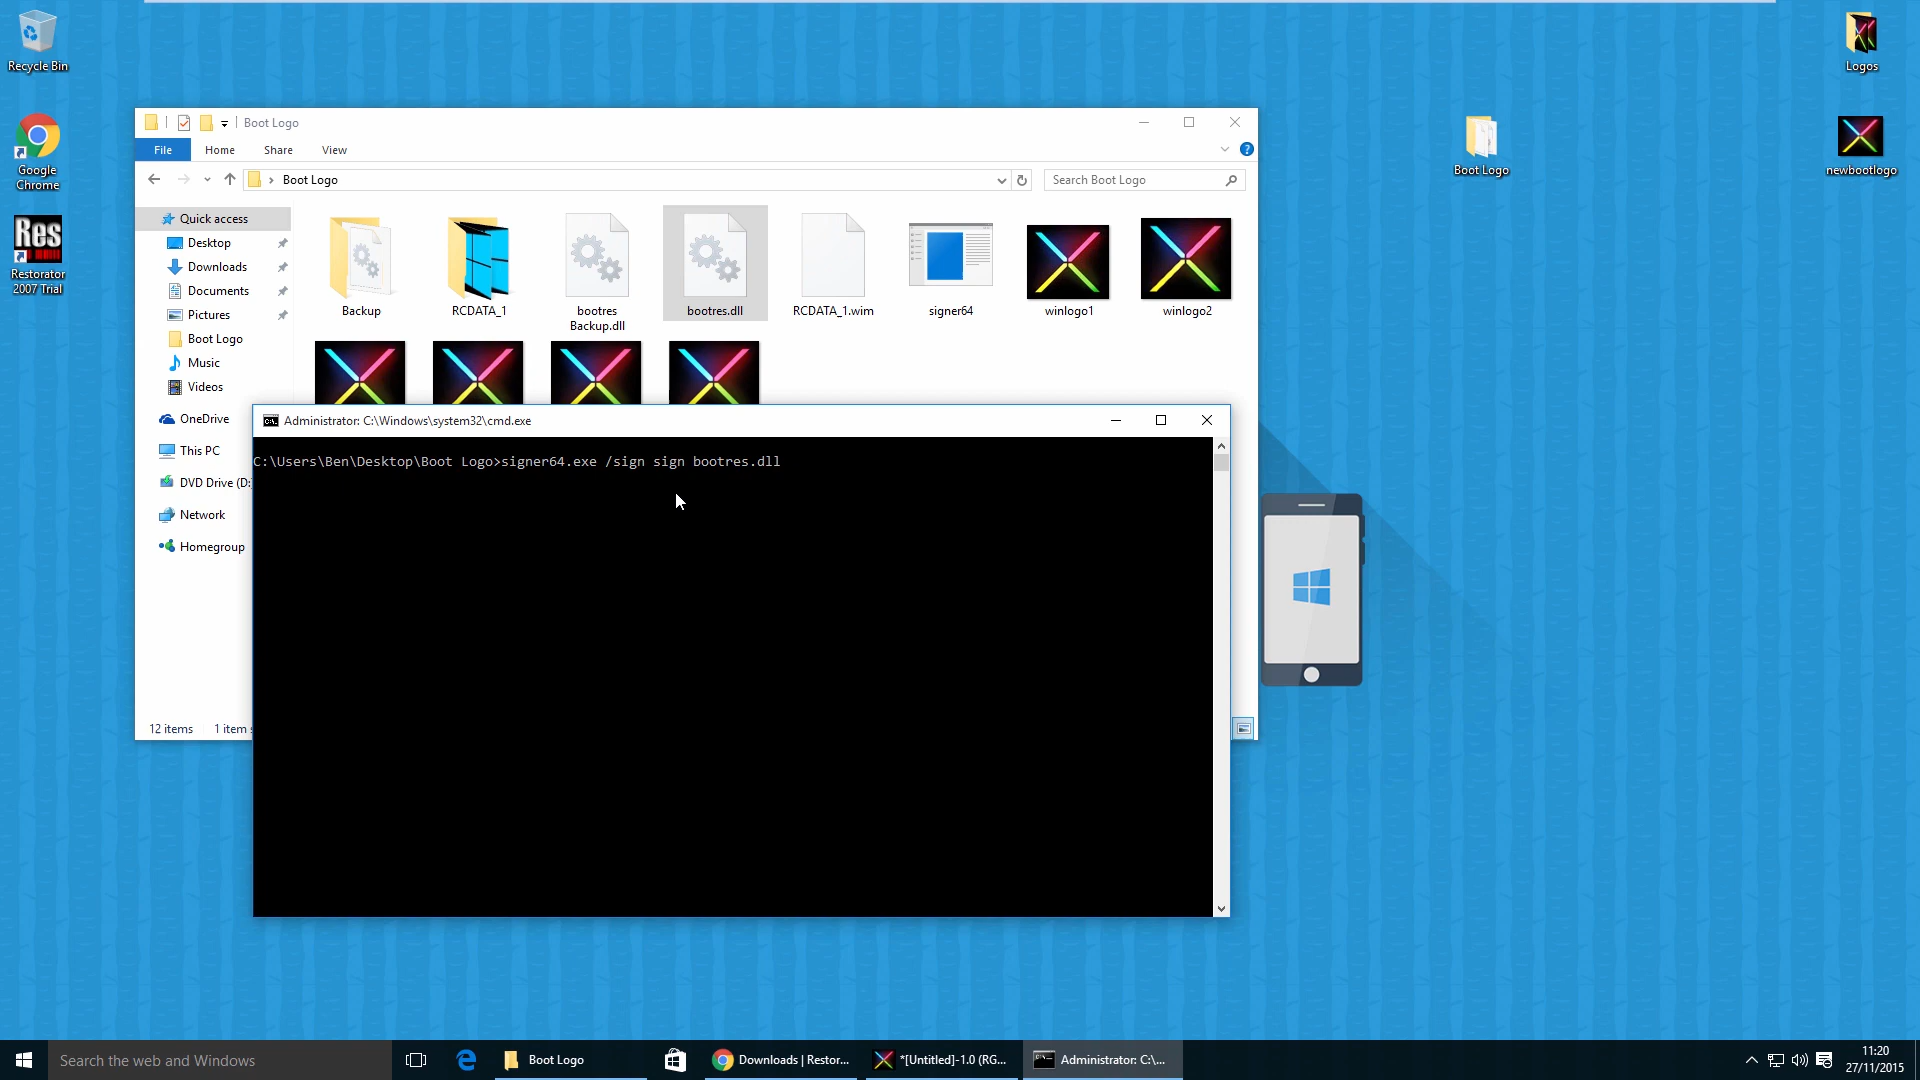 Recycle Bin
Google
Chrome
Res
Restorator
2007 Trial
Logos
Boot Logo
newbootlogo
Boot Logo
File
Home
Share
View
Boot Logo
Search Boot Logo
Quick access
Desktop
Downloads
Documents
Pictures
Boot Logo
Music
Videos
OneDrive
This PC
DVD Drive (D:
Network
Homegroup
Backup
RCDATA_1
bootres
Backup.dll
bootres.dll
RCDATA_1.wim
signer64
winlogo1
winlogo2
12 items
1 item s
Administrator: C:\Windows\system32\cmd.exe
C:\Users\Ben\Desktop\Boot Logo>signer64.exe /sign sign bootres.dll
Search the web and Windows
Boot Logo
Downloads | Restor...
*[Untitled]-1.0 (RG...
Administrator: C:\...
11:20
27/11/2015